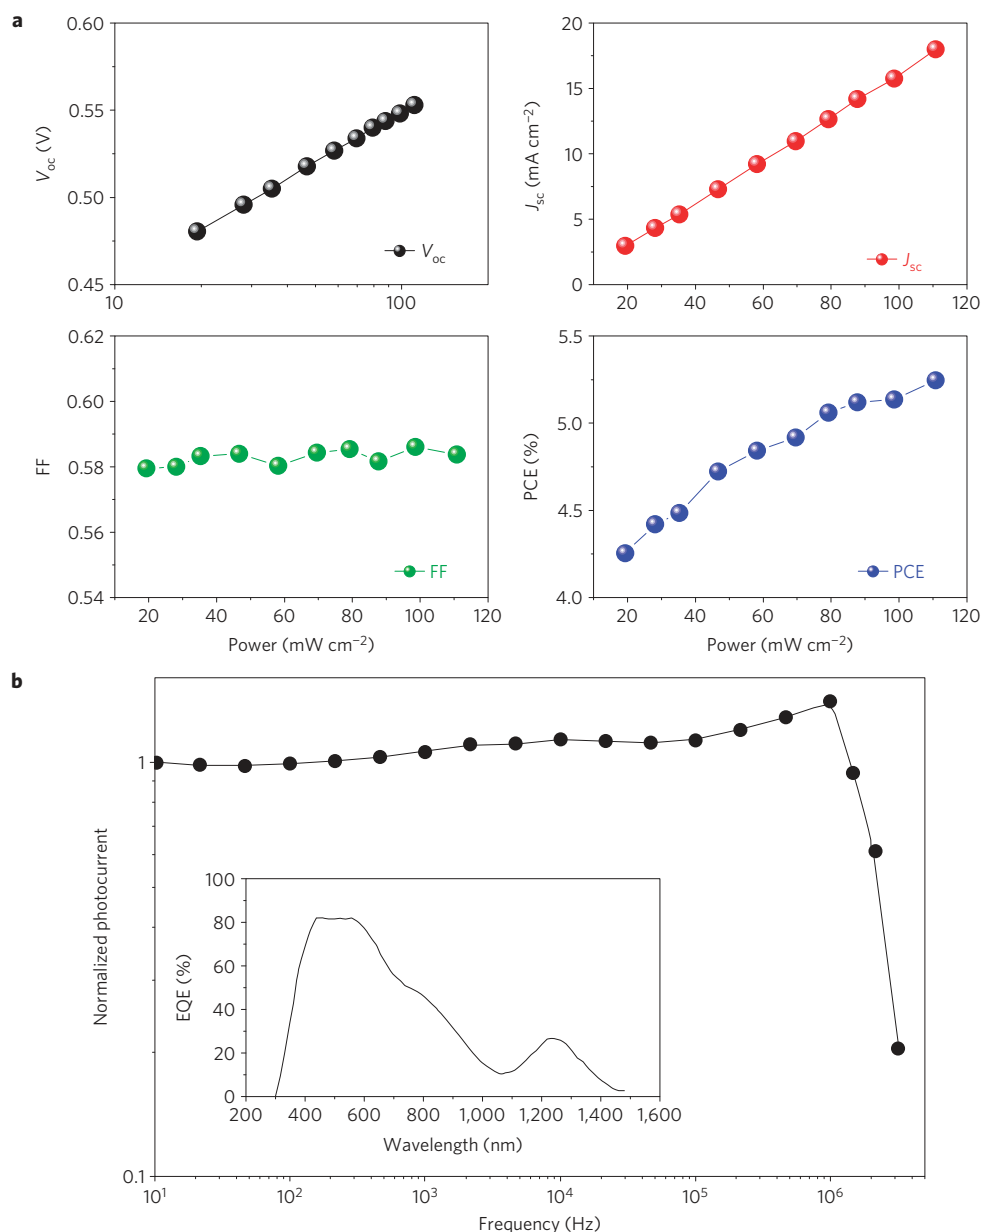 a
0.60
0.55
0.50
0.45
V_oc (V)
10
100
V_oc
20
15
10
5
0
J_sc (mA cm⁻²)
20 40 60 80 100 120
J_sc
0.62
0.60
0.58
0.56
0.54
FF
20 40 60 80 100 120
Power (mW cm⁻²)
FF
5.5
5.0
4.5
4.0
PCE (%)
20 40 60 80 100 120
Power (mW cm⁻²)
PCE
b
1
0.1
Normalized photocurrent
10¹ 10² 10³ 10⁴ 10⁵ 10⁶
Frequency (Hz)
100
80
60
40
20
0
EQE (%)
200 400 600 800 1,000 1,200 1,400 1,600
Wavelength (nm)